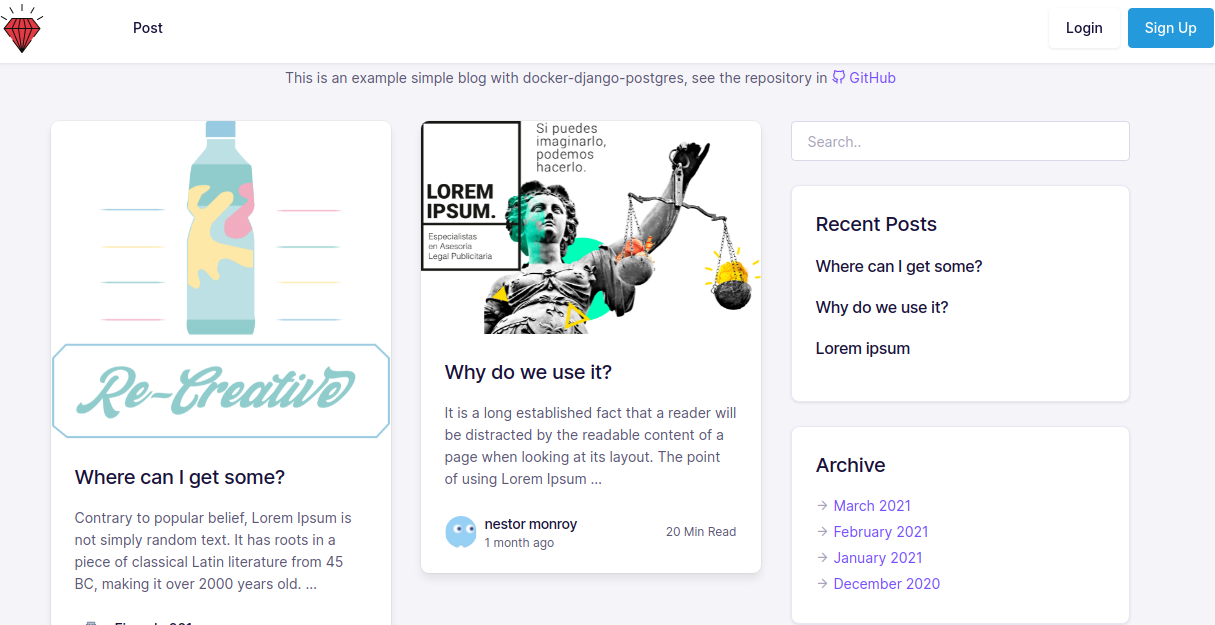 Post
Login
Sign Up
This is an example simple blog with docker-django-postgres, see the repository in GitHub
Re-Creative
Where can I get some?
Contrary to popular belief, Lorem Ipsum is
not simply random text. It has roots in a
piece of classical Latin literature from 45
BC, making it over 2000 years old. ...
LOREM
IPSUM.
Especialistas
en Asesoría
Legal Publicitaria
Si puedes
imaginarlo,
podemos
hacerlo.
Why do we use it?
It is a long established fact that a reader will
be distracted by the readable content of a
page when looking at its layout. The point
of using Lorem Ipsum ...
nestor monroy
1 month ago
20 Min Read
Search..
Recent Posts
Where can I get some?
Why do we use it?
Lorem ipsum
Archive
March 2021
February 2021
January 2021
December 2020